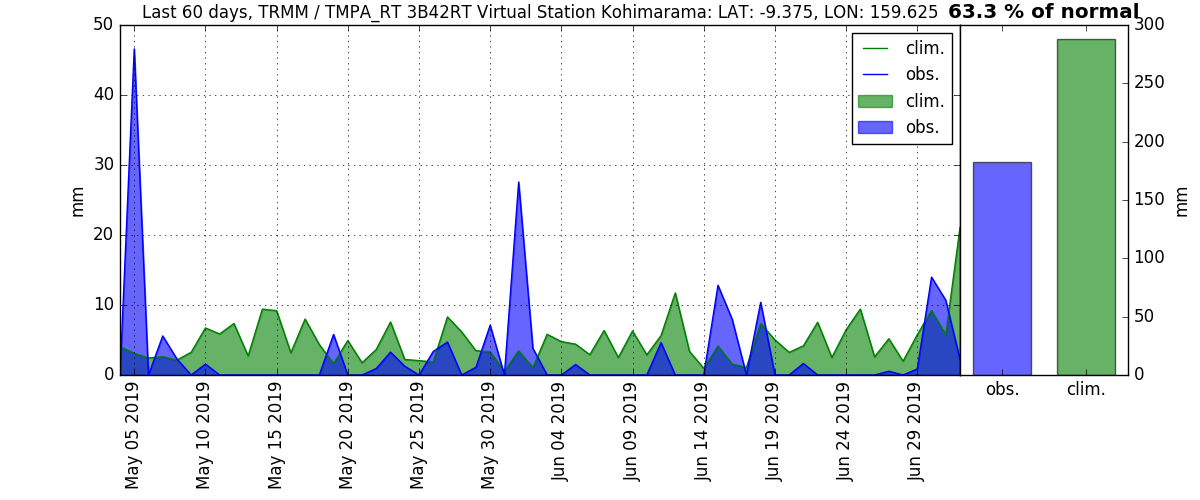 Last 60 days, TRMM / TMPA_RT 3B42RT Virtual Station Kohimarama: LAT: -9.375, LON: 159.625 63.3 % of normal
50
40
30
20
10
0
mm
clim.
obs.
clim.
obs.
300
250
200
150
100
50
0
mm
May 05 2019
May 10 2019
May 15 2019
May 20 2019
May 25 2019
May 30 2019
Jun 04 2019
Jun 09 2019
Jun 14 2019
Jun 19 2019
Jun 24 2019
Jun 29 2019
obs.
clim.